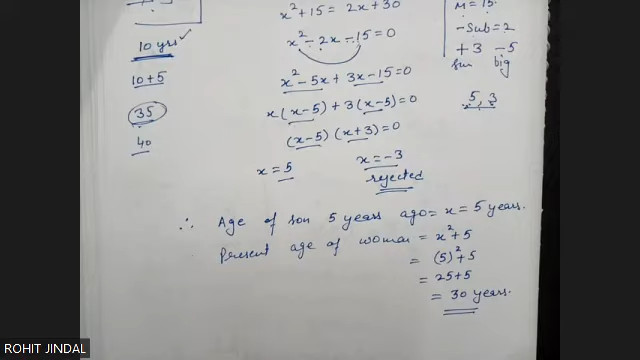 x²+15 = 2x+30
x² - 2x - 15 = 0
x² - 5x + 3x - 15 = 0
x(x-5) + 3(x-5) = 0
(x-5) (x+3) = 0
x = 5 x = -3
rejected
∴ Age of son 5 years ago = x = 5 years.
Present age of woman = x²+5
= (5)²+5
= 25+5
= 30 years.
10 yrs ✓
10+5
35
40
M = 15
- Sub = 2
+3 -5
big
5, 3
ROHIT JINDAL